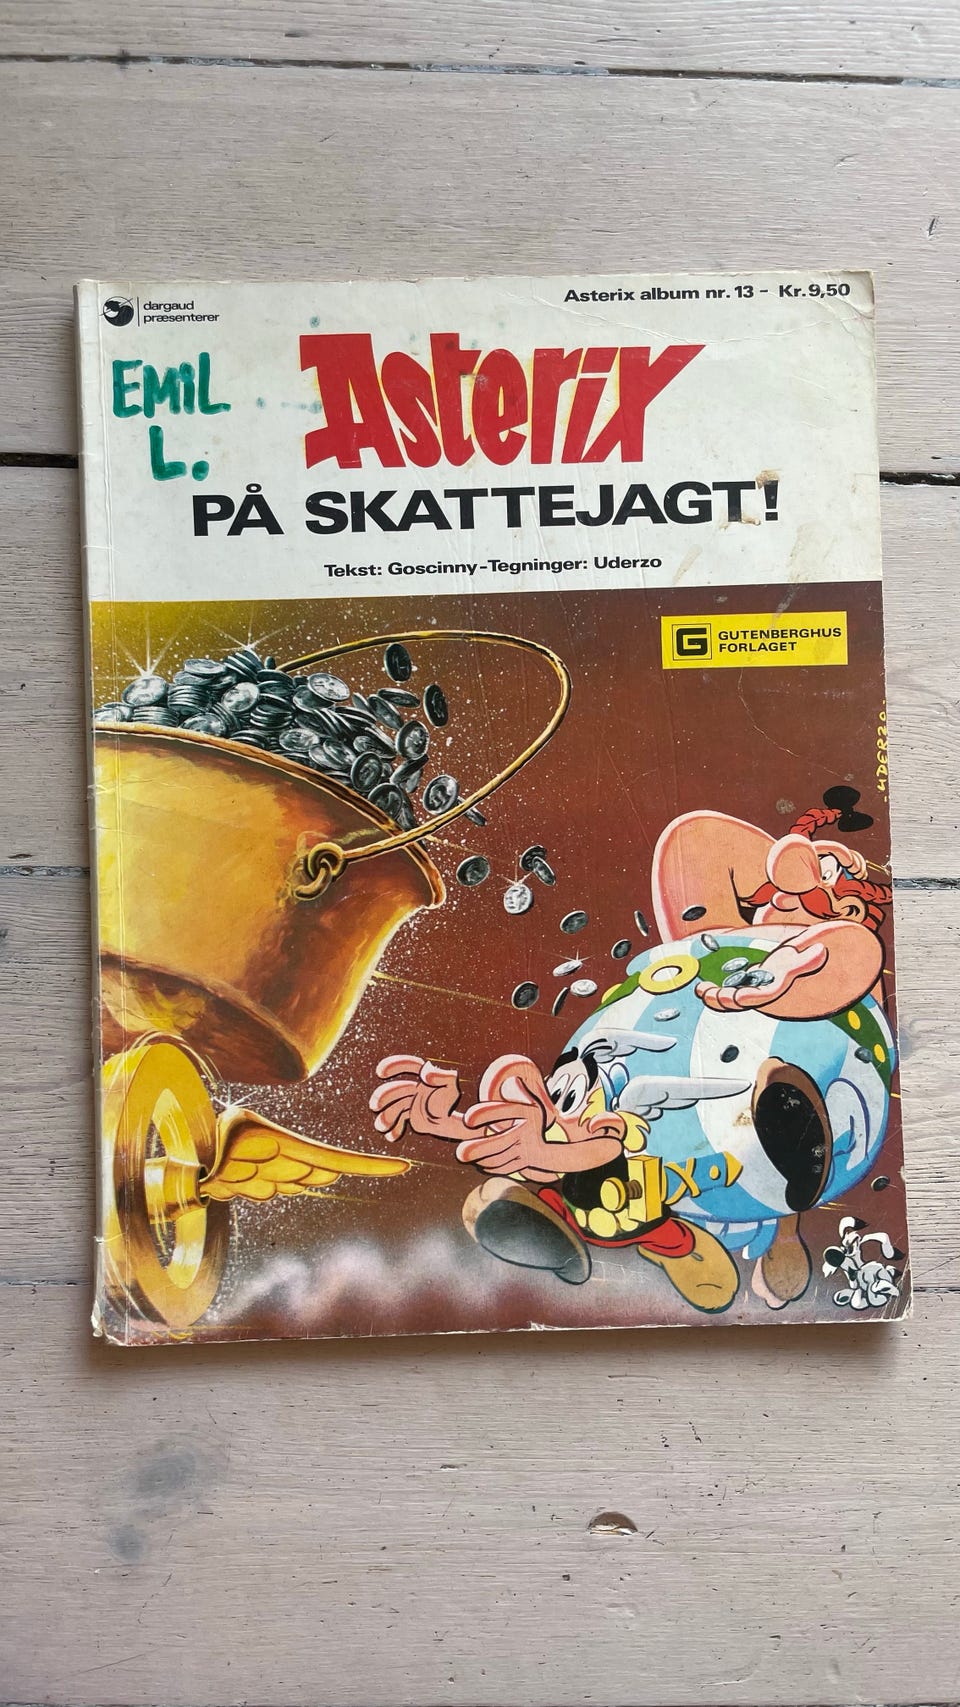 dargaud
præsenterer
Asterix album nr. 13 - Kr. 9,50
EMIL
L.
Asterix
PÅ SKATTEJAGT!
Tekst: Goscinny-Tegninger: Uderzo
G GUTENBERGHUS
FORLAGET
-UDERZO.